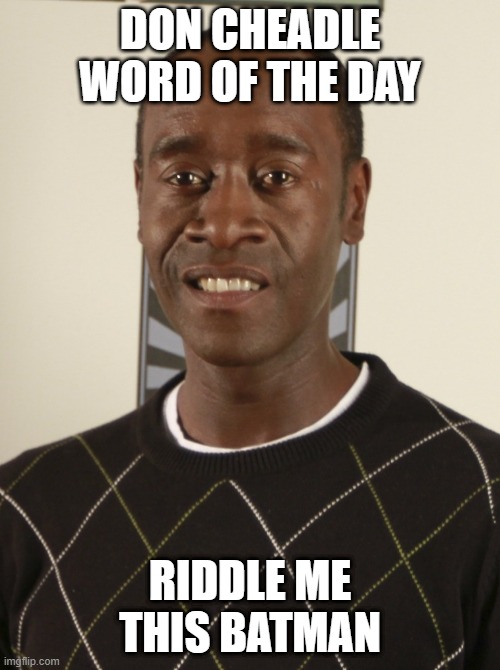 DON CHEADLE
WORD OF THE DAY
RIDDLE ME
THIS BATMAN
imgflip.com